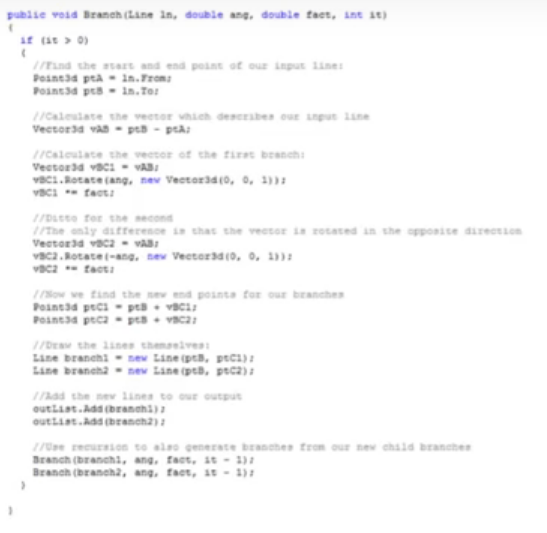 public void Branch(Line ln, double ang, double fact, int it)
{
if (it > 0)
{
//Find the start and end point of our input line:
Point3d ptA = ln.From;
Point3d ptB = ln.To;
//Calculate the vector which describes our input line
Vector3d vAB = ptB - ptA;
//Calculate the vector of the first branch:
Vector3d vBC1 = vAB;
vBC1.Rotate(ang, new Vector3d(0, 0, 1));
vBC1 *= fact;
//Ditto for the second
//The only difference is that the vector is rotated in the opposite direction
Vector3d vBC2 = vAB;
vBC2.Rotate(-ang, new Vector3d(0, 0, 1));
vBC2 *= fact;
//Now we find the new end points for our branches
Point3d ptC1 = ptB + vBC1;
Point3d ptC2 = ptB + vBC2;
//Draw the lines themselves:
Line branch1 = new Line(ptB, ptC1);
Line branch2 = new Line(ptB, ptC2);
//Add the new lines to our output
outList.Add(branch1);
outList.Add(branch2);
//Use recursion to also generate branches from our new child branches
Branch(branch1, ang, fact, it - 1);
Branch(branch2, ang, fact, it - 1);
}
}